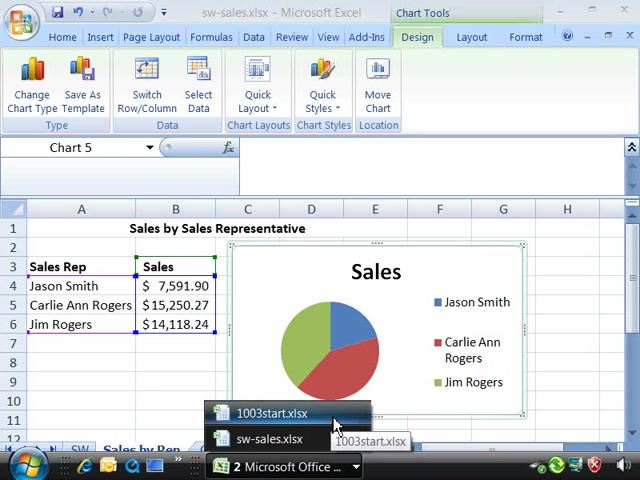 sw-sales.xlsx - Microsoft Excel
Chart Tools
Home Insert Page Layout Formulas Data Review View Add-Ins Design Layout Format
Change Chart Type
Save As Template
Switch Row/Column
Select Data
Quick Layout
Quick Styles
Move Chart
Type Data Chart Layouts Chart Styles Location
Chart 5 fx
A B C D E F G H
1 Sales by Sales Representative
2
3 Sales Rep Sales
4 Jason Smith $ 7,591.90
5 Carlie Ann Rogers $ 15,250.27
6 Jim Rogers $ 14,118.24
7
8
9
10
11
12
Sales
Jason Smith
Carlie Ann
Rogers
Jim Rogers
1003start.xlsx
sw-sales.xlsx
1003start.xlsx
SW Sales by Rep
2 Microsoft Office ...